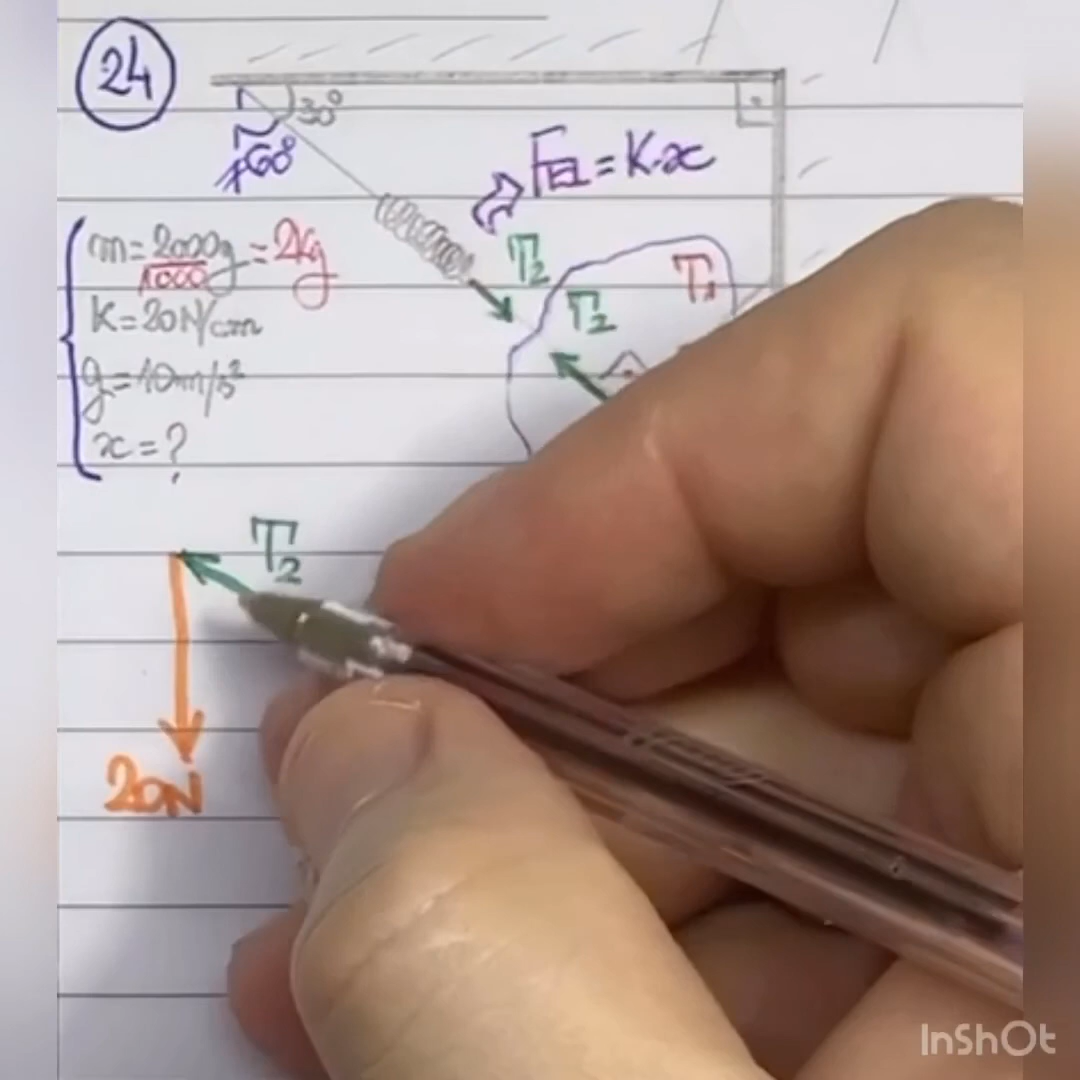 24
30°
60°
FEl = K.x
m = 2000g = 2Kg
1000
K = 20N/cm
g = 10m/s²
x = ?
T2
T2
T1
T2
20N
InShOt